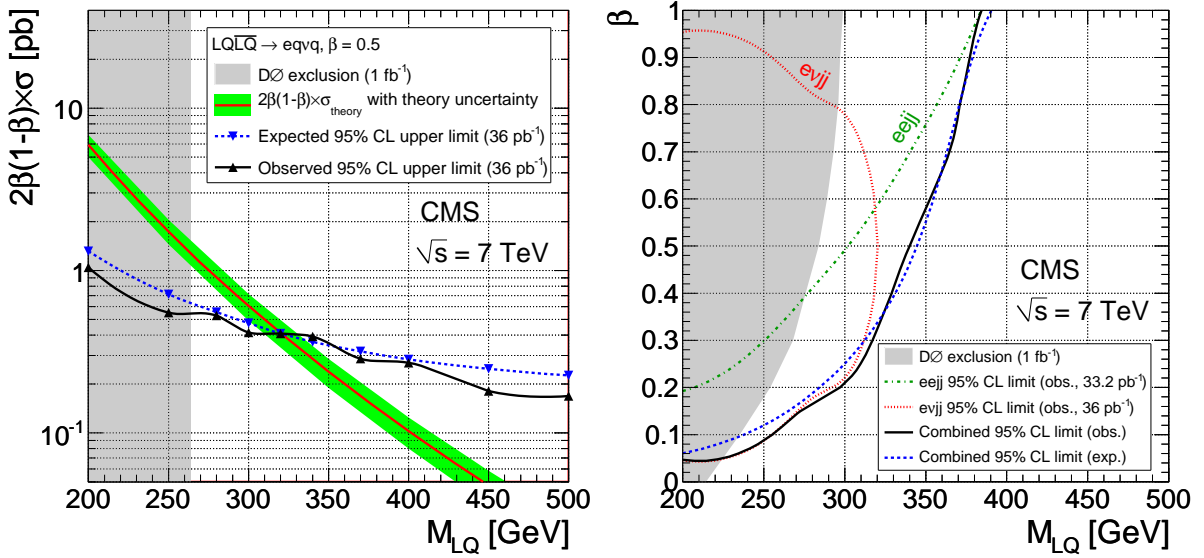 2β(1-β)×σ [pb]
10
1
10⁻¹
LQL̅Q̅ → eqνq, β = 0.5
DØ exclusion (1 fb⁻¹)
2β(1-β)×σ_theory with theory uncertainty
Expected 95% CL upper limit (36 pb⁻¹)
Observed 95% CL upper limit (36 pb⁻¹)
CMS
√s = 7 TeV
200 250 300 350 400 450 500
M_LQ [GeV]
β
1
0.9
0.8
0.7
0.6
0.5
0.4
0.3
0.2
0.1
0
eνjj
eejj
CMS
√s = 7 TeV
DØ exclusion (1 fb⁻¹)
eejj 95% CL limit (obs., 33.2 pb⁻¹)
eνjj 95% CL limit (obs., 36 pb⁻¹)
Combined 95% CL limit (obs.)
Combined 95% CL limit (exp.)
200 250 300 350 400 450 500
M_LQ [GeV]